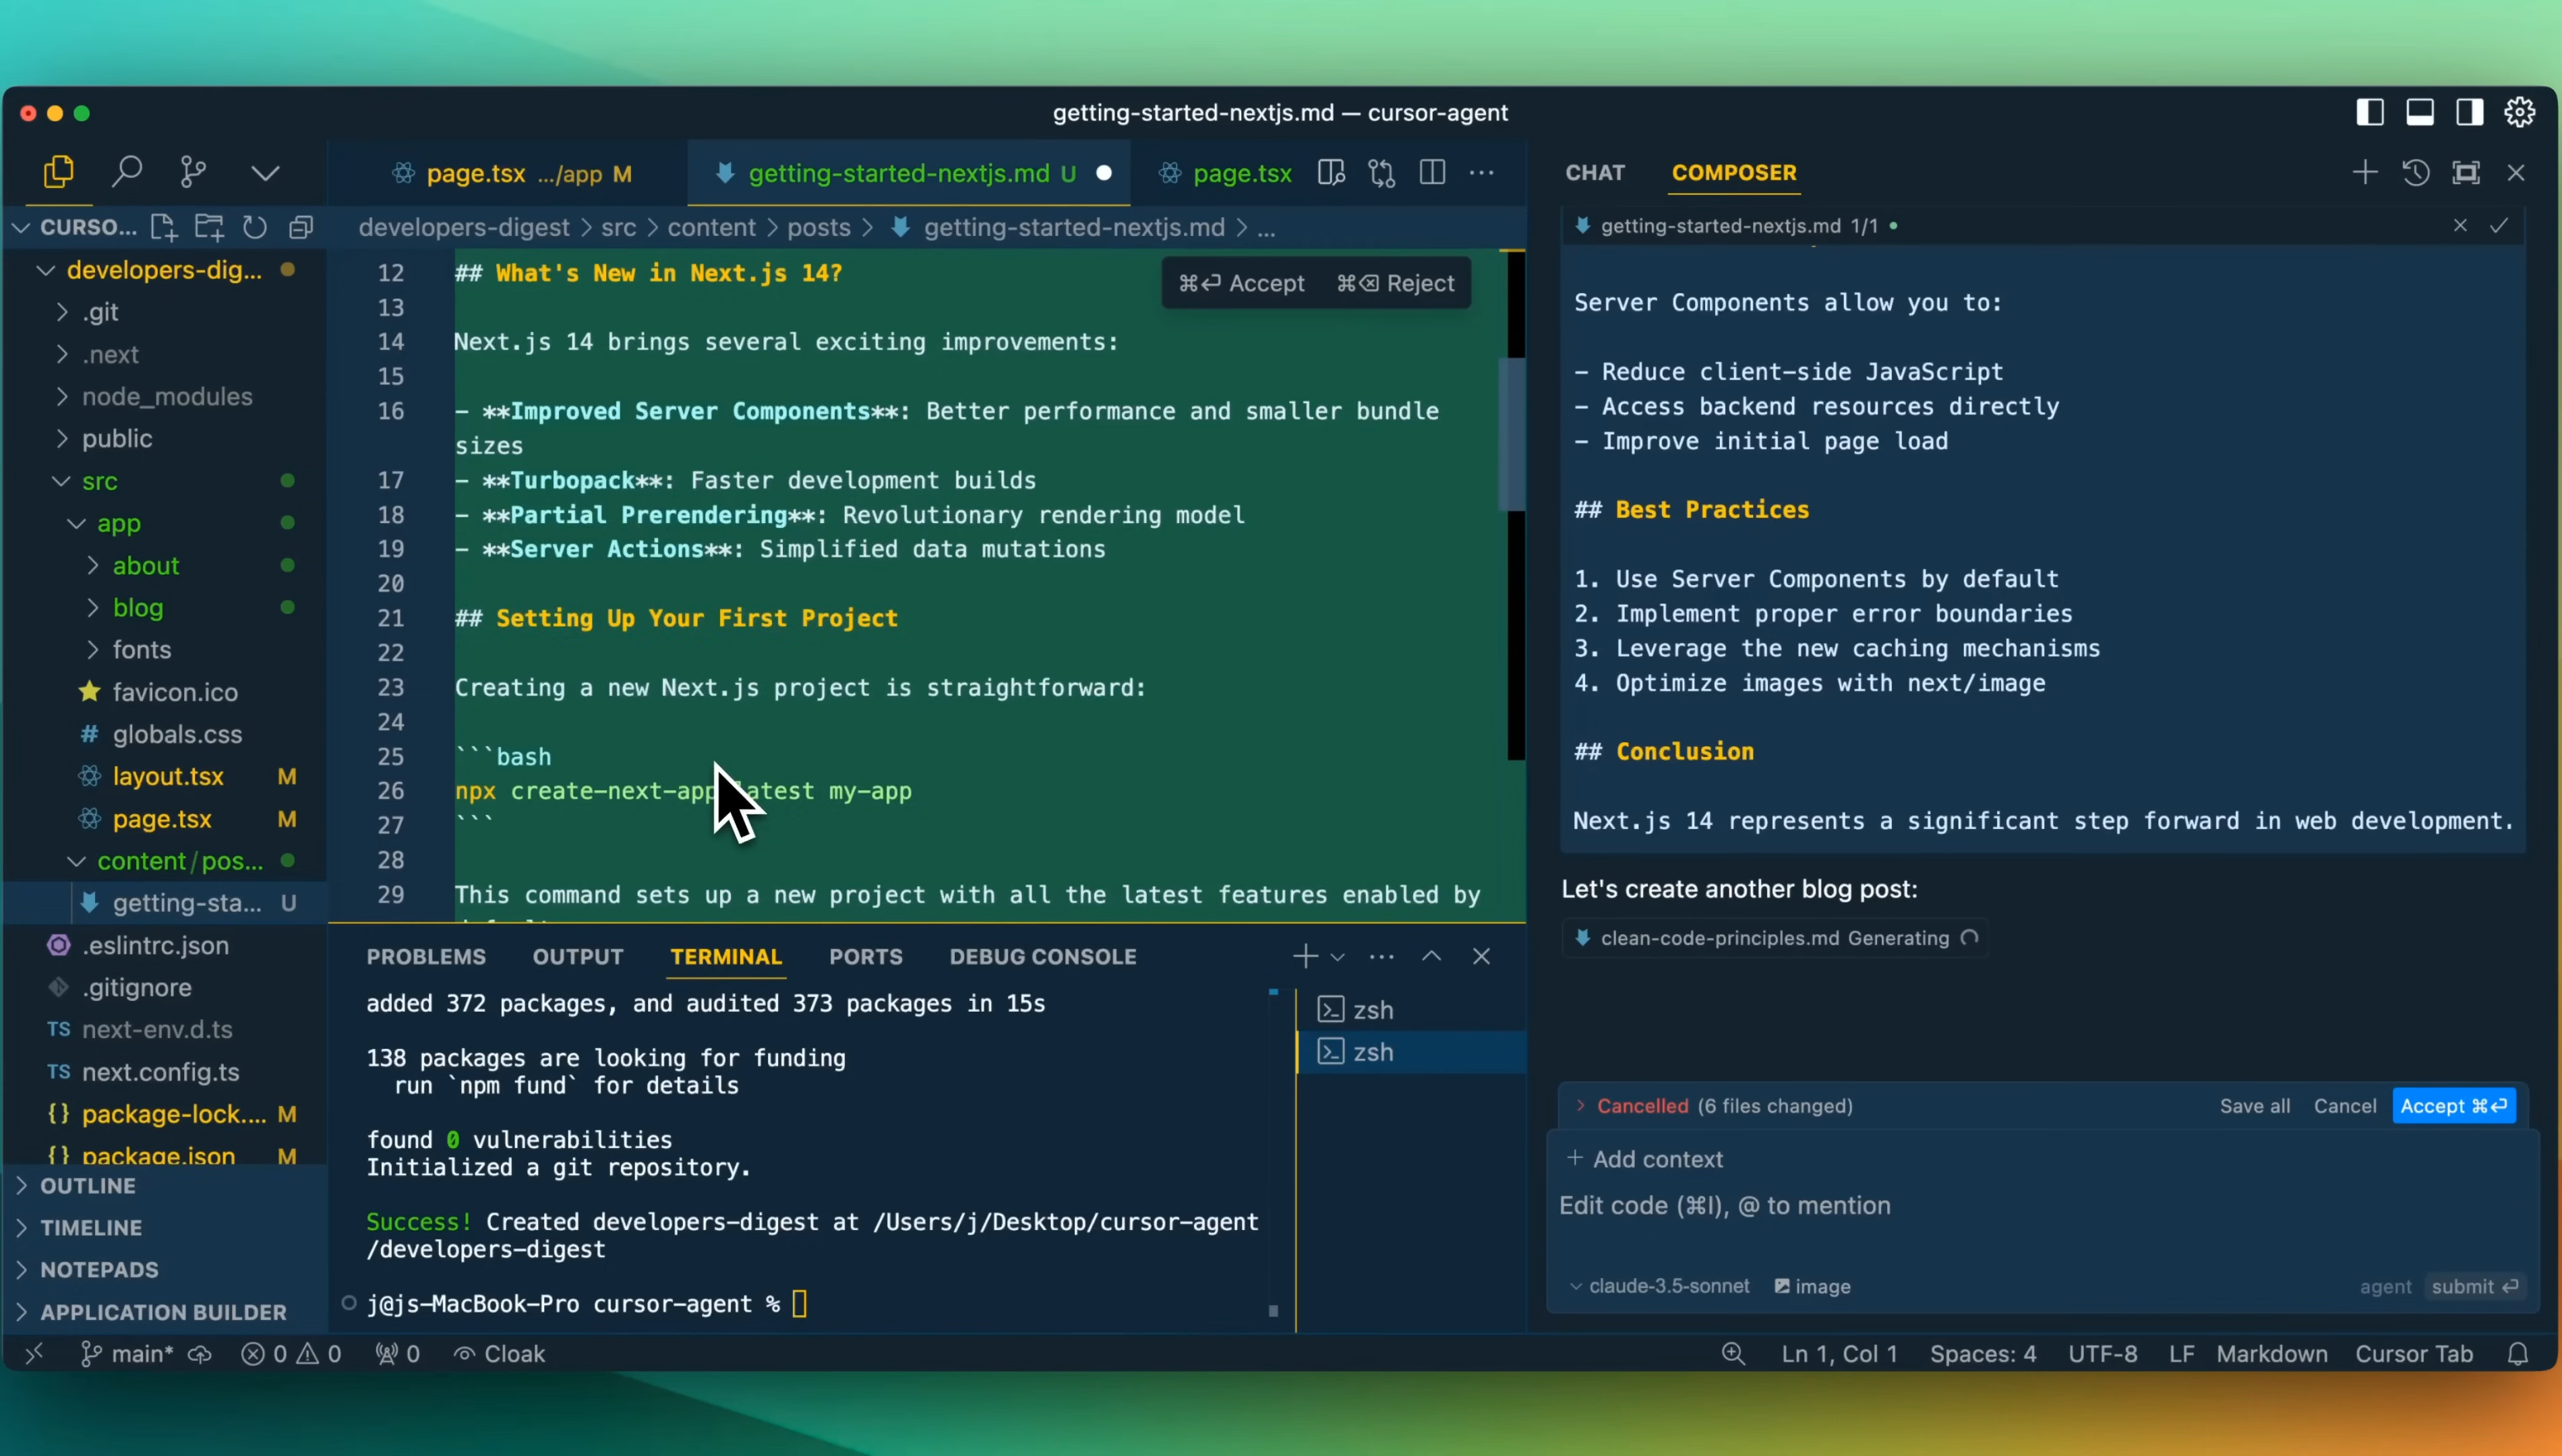 getting-started-nextjs.md — cursor-agent
page.tsx .../app M
getting-started-nextjs.md U
page.tsx
CHAT
COMPOSER
CURSO...
developers-digest > src > content > posts > getting-started-nextjs.md > ...
getting-started-nextjs.md 1/1
developers-dig...
.git
.next
node_modules
public
src
app
about
blog
fonts
favicon.ico
# globals.css
layout.tsx M
page.tsx M
content/pos...
getting-sta... U
.eslintrc.json
.gitignore
TS next-env.d.ts
TS next.config.ts
{} package-lock.... M
{} package.json M
OUTLINE
TIMELINE
NOTEPADS
APPLICATION BUILDER
⌘⏎ Accept ⌘⌫ Reject
12 ## What's New in Next.js 14?
13
14 Next.js 14 brings several exciting improvements:
15
16 - **Improved Server Components**: Better performance and smaller bundle
sizes
17 - **Turbopack**: Faster development builds
18 - **Partial Prerendering**: Revolutionary rendering model
19 - **Server Actions**: Simplified data mutations
20
21 ## Setting Up Your First Project
22
23 Creating a new Next.js project is straightforward:
24
25 ```bash
26 npx create-next-app latest my-app
27 ```
28
29 This command sets up a new project with all the latest features enabled by
PROBLEMS OUTPUT TERMINAL PORTS DEBUG CONSOLE
added 372 packages, and audited 373 packages in 15s
138 packages are looking for funding
run `npm fund` for details
found 0 vulnerabilities
Initialized a git repository.
Success! Created developers-digest at /Users/j/Desktop/cursor-agent
/developers-digest
j@js-MacBook-Pro cursor-agent %
zsh
zsh
Server Components allow you to:
- Reduce client-side JavaScript
- Access backend resources directly
- Improve initial page load
## Best Practices
1. Use Server Components by default
2. Implement proper error boundaries
3. Leverage the new caching mechanisms
4. Optimize images with next/image
## Conclusion
Next.js 14 represents a significant step forward in web development.
Let's create another blog post:
clean-code-principles.md Generating
Cancelled (6 files changed) Save all Cancel Accept ⌘⏎
+ Add context
Edit code (⌘I), @ to mention
claude-3.5-sonnet image agent submit ⏎
main* 0 0 0 Cloak
Ln 1, Col 1 Spaces: 4 UTF-8 LF Markdown Cursor Tab